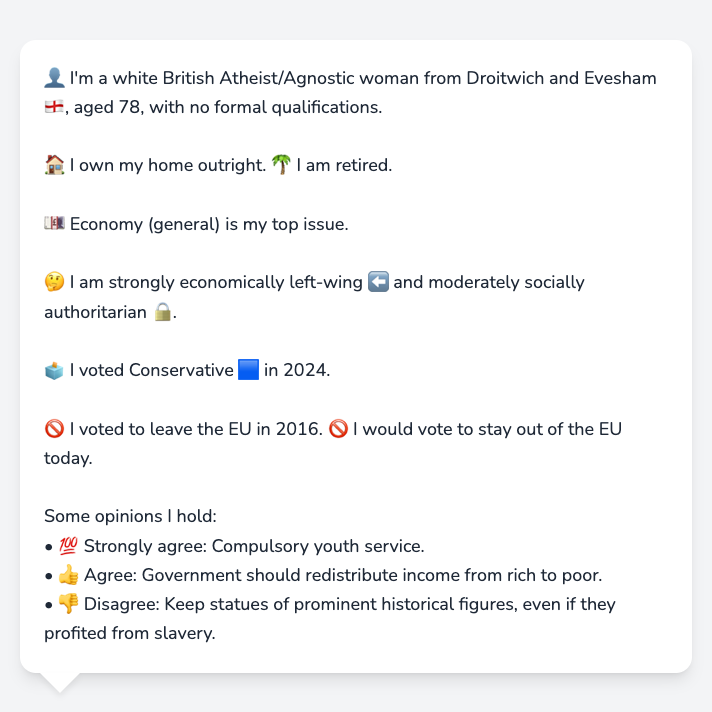 👤 I'm a white British Atheist/Agnostic woman from Droitwich and Evesham
🏴󠁧󠁢󠁥󠁮󠁧󠁿, aged 78, with no formal qualifications.
🏠 I own my home outright. 🌴 I am retired.
💷 Economy (general) is my top issue.
🤔 I am strongly economically left-wing ⬅️ and moderately socially
authoritarian 🔒.
🗳️ I voted Conservative 🟦 in 2024.
🚫 I voted to leave the EU in 2016. 🚫 I would vote to stay out of the EU
today.
Some opinions I hold:
• 💯 Strongly agree: Compulsory youth service.
• 👍 Agree: Government should redistribute income from rich to poor.
• 👎 Disagree: Keep statues of prominent historical figures, even if they
profited from slavery.